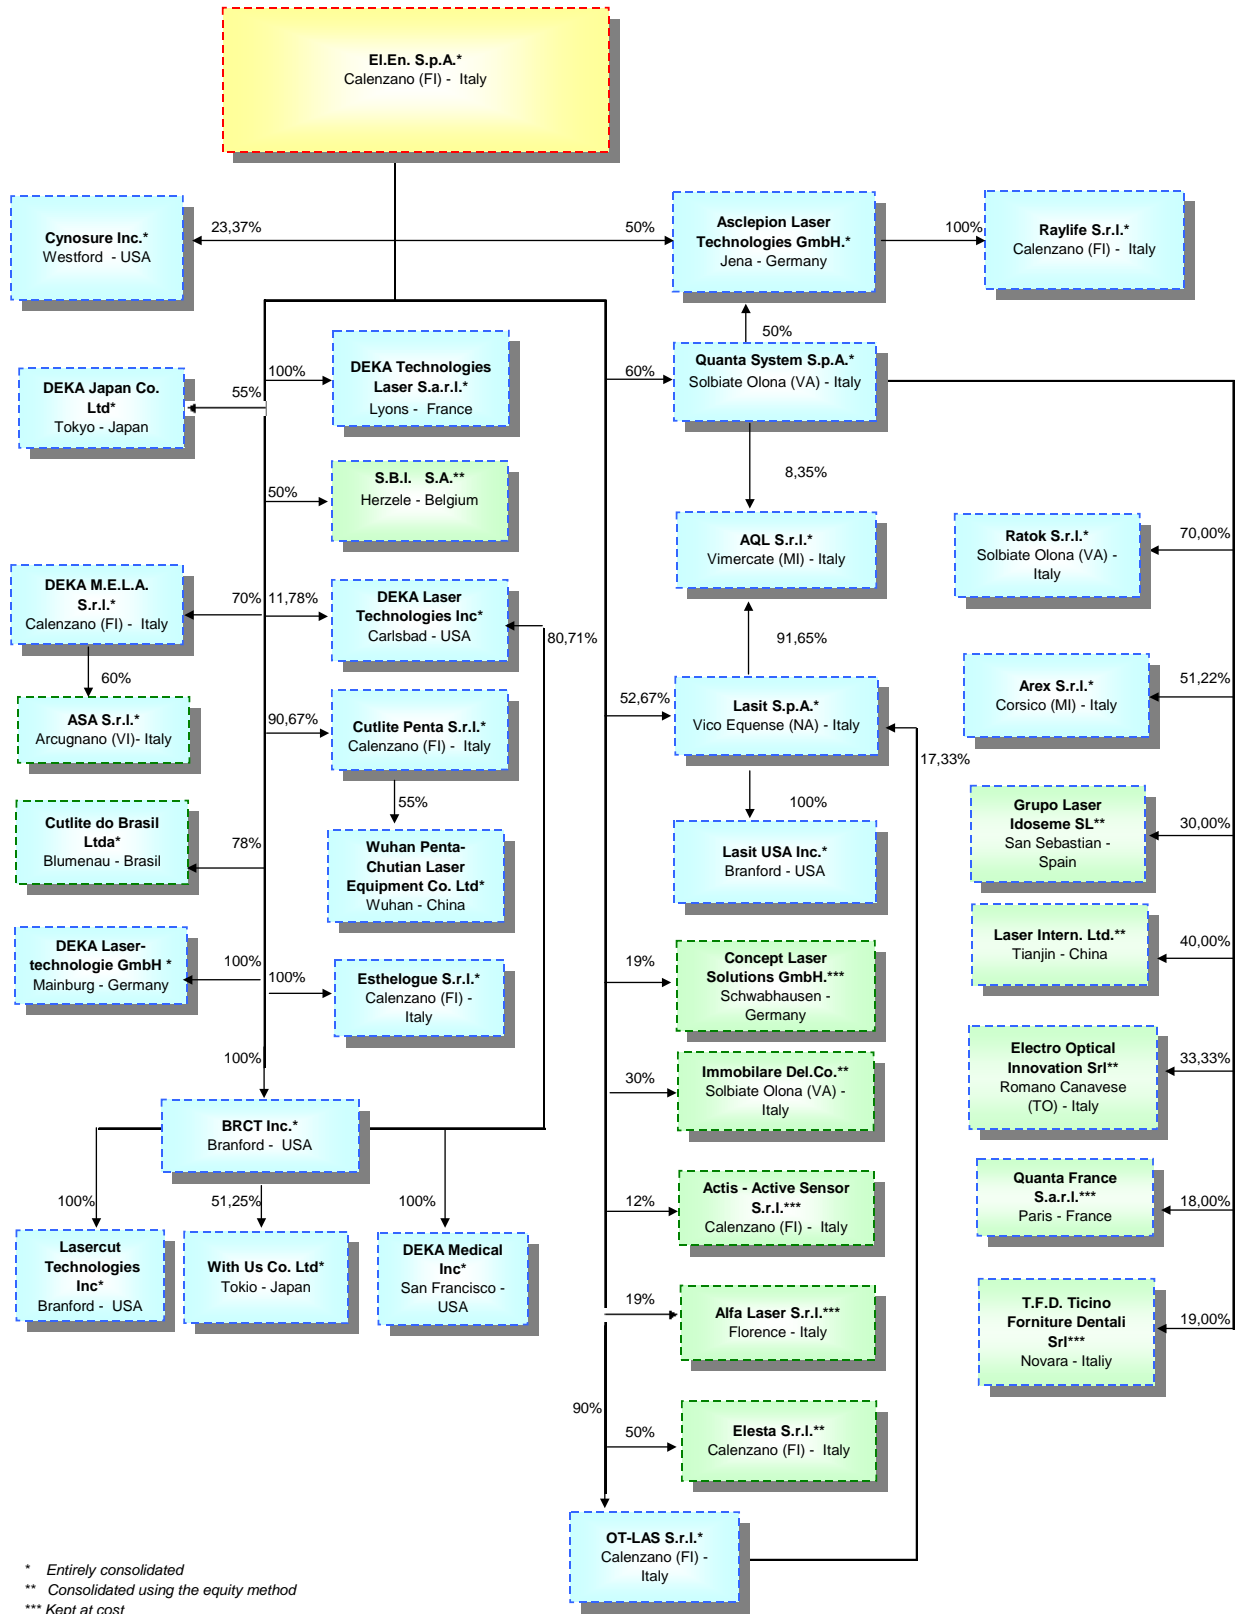 El.En. S.p.A.*
Calenzano (FI) - Italy
Cynosure Inc.*
Westford - USA
23,37%
50%
Asclepion Laser
Technologies GmbH.*
Jena - Germany
100%
Raylife S.r.l.*
Calenzano (FI) - Italy
50%
DEKA Japan Co.
Ltd*
Tokyo - Japan
55%
100%
DEKA Technologies
Laser S.a.r.l.*
Lyons - France
60%
Quanta System S.p.A.*
Solbiate Olona (VA) - Italy
50%
S.B.I. S.A.**
Herzele - Belgium
8,35%
AQL S.r.l.*
Vimercate (MI) - Italy
Ratok S.r.l.*
Solbiate Olona (VA) -
Italy
70,00%
DEKA M.E.L.A.
S.r.l.*
Calenzano (FI) - Italy
70%
11,78%
DEKA Laser
Technologies Inc*
Carlsbad - USA
80,71%
91,65%
60%
ASA S.r.l.*
Arcugnano (VI)- Italy
90,67%
Cutlite Penta S.r.l.*
Calenzano (FI) - Italy
52,67%
Lasit S.p.A.*
Vico Equense (NA) - Italy
17,33%
Arex S.r.l.*
Corsico (MI) - Italy
51,22%
55%
100%
Cutlite do Brasil
Ltda*
Blumenau - Brasil
78%
Wuhan Penta-
Chutian Laser
Equipment Co. Ltd*
Wuhan - China
Lasit USA Inc.*
Branford - USA
Grupo Laser
Idoseme SL**
San Sebastian -
Spain
30,00%
DEKA Laser-
technologie GmbH *
Mainburg - Germany
100%
100%
Esthelogue S.r.l.*
Calenzano (FI) -
Italy
19%
Concept Laser
Solutions GmbH.***
Schwabhausen -
Germany
Laser Intern. Ltd.**
Tianjin - China
40,00%
100%
30%
Immobilare Del.Co.**
Solbiate Olona (VA) -
Italy
Electro Optical
Innovation Srl**
Romano Canavese
(TO) - Italy
33,33%
BRCT Inc.*
Branford - USA
100%
51,25%
100%
12%
Actis - Active Sensor
S.r.l.***
Calenzano (FI) - Italy
Quanta France
S.a.r.l.***
Paris - France
18,00%
Lasercut
Technologies
Inc*
Branford - USA
With Us Co. Ltd*
Tokio - Japan
DEKA Medical
Inc*
San Francisco -
USA
19%
Alfa Laser S.r.l.***
Florence - Italy
T.F.D. Ticino
Forniture Dentali
Srl***
Novara - Italiy
19,00%
90%
50%
Elesta S.r.l.**
Calenzano (FI) - Italy
OT-LAS S.r.l.*
Calenzano (FI) -
Italy
* Entirely consolidated
** Consolidated using the equity method
*** Kept at cost